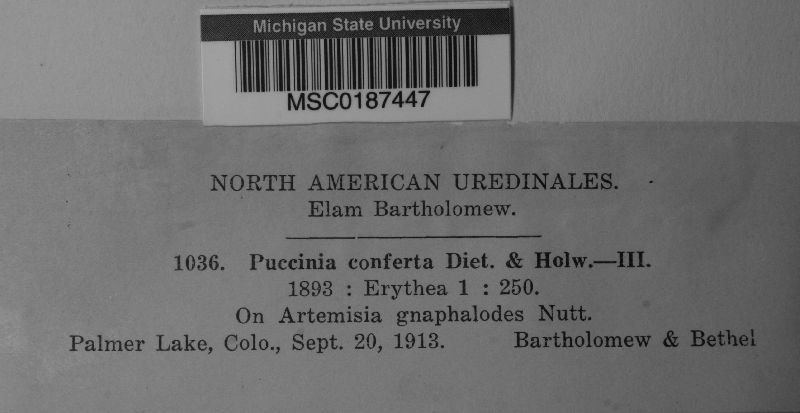 Michigan State University
MSC0187447
NORTH AMERICAN UREDINALES.
Elam Bartholomew.
1036. Puccinia conferta Diet. & Holw.—III.
1893 : Erythea 1 : 250.
On Artemisia gnaphalodes Nutt.
Palmer Lake, Colo., Sept. 20, 1913. Bartholomew & Bethel